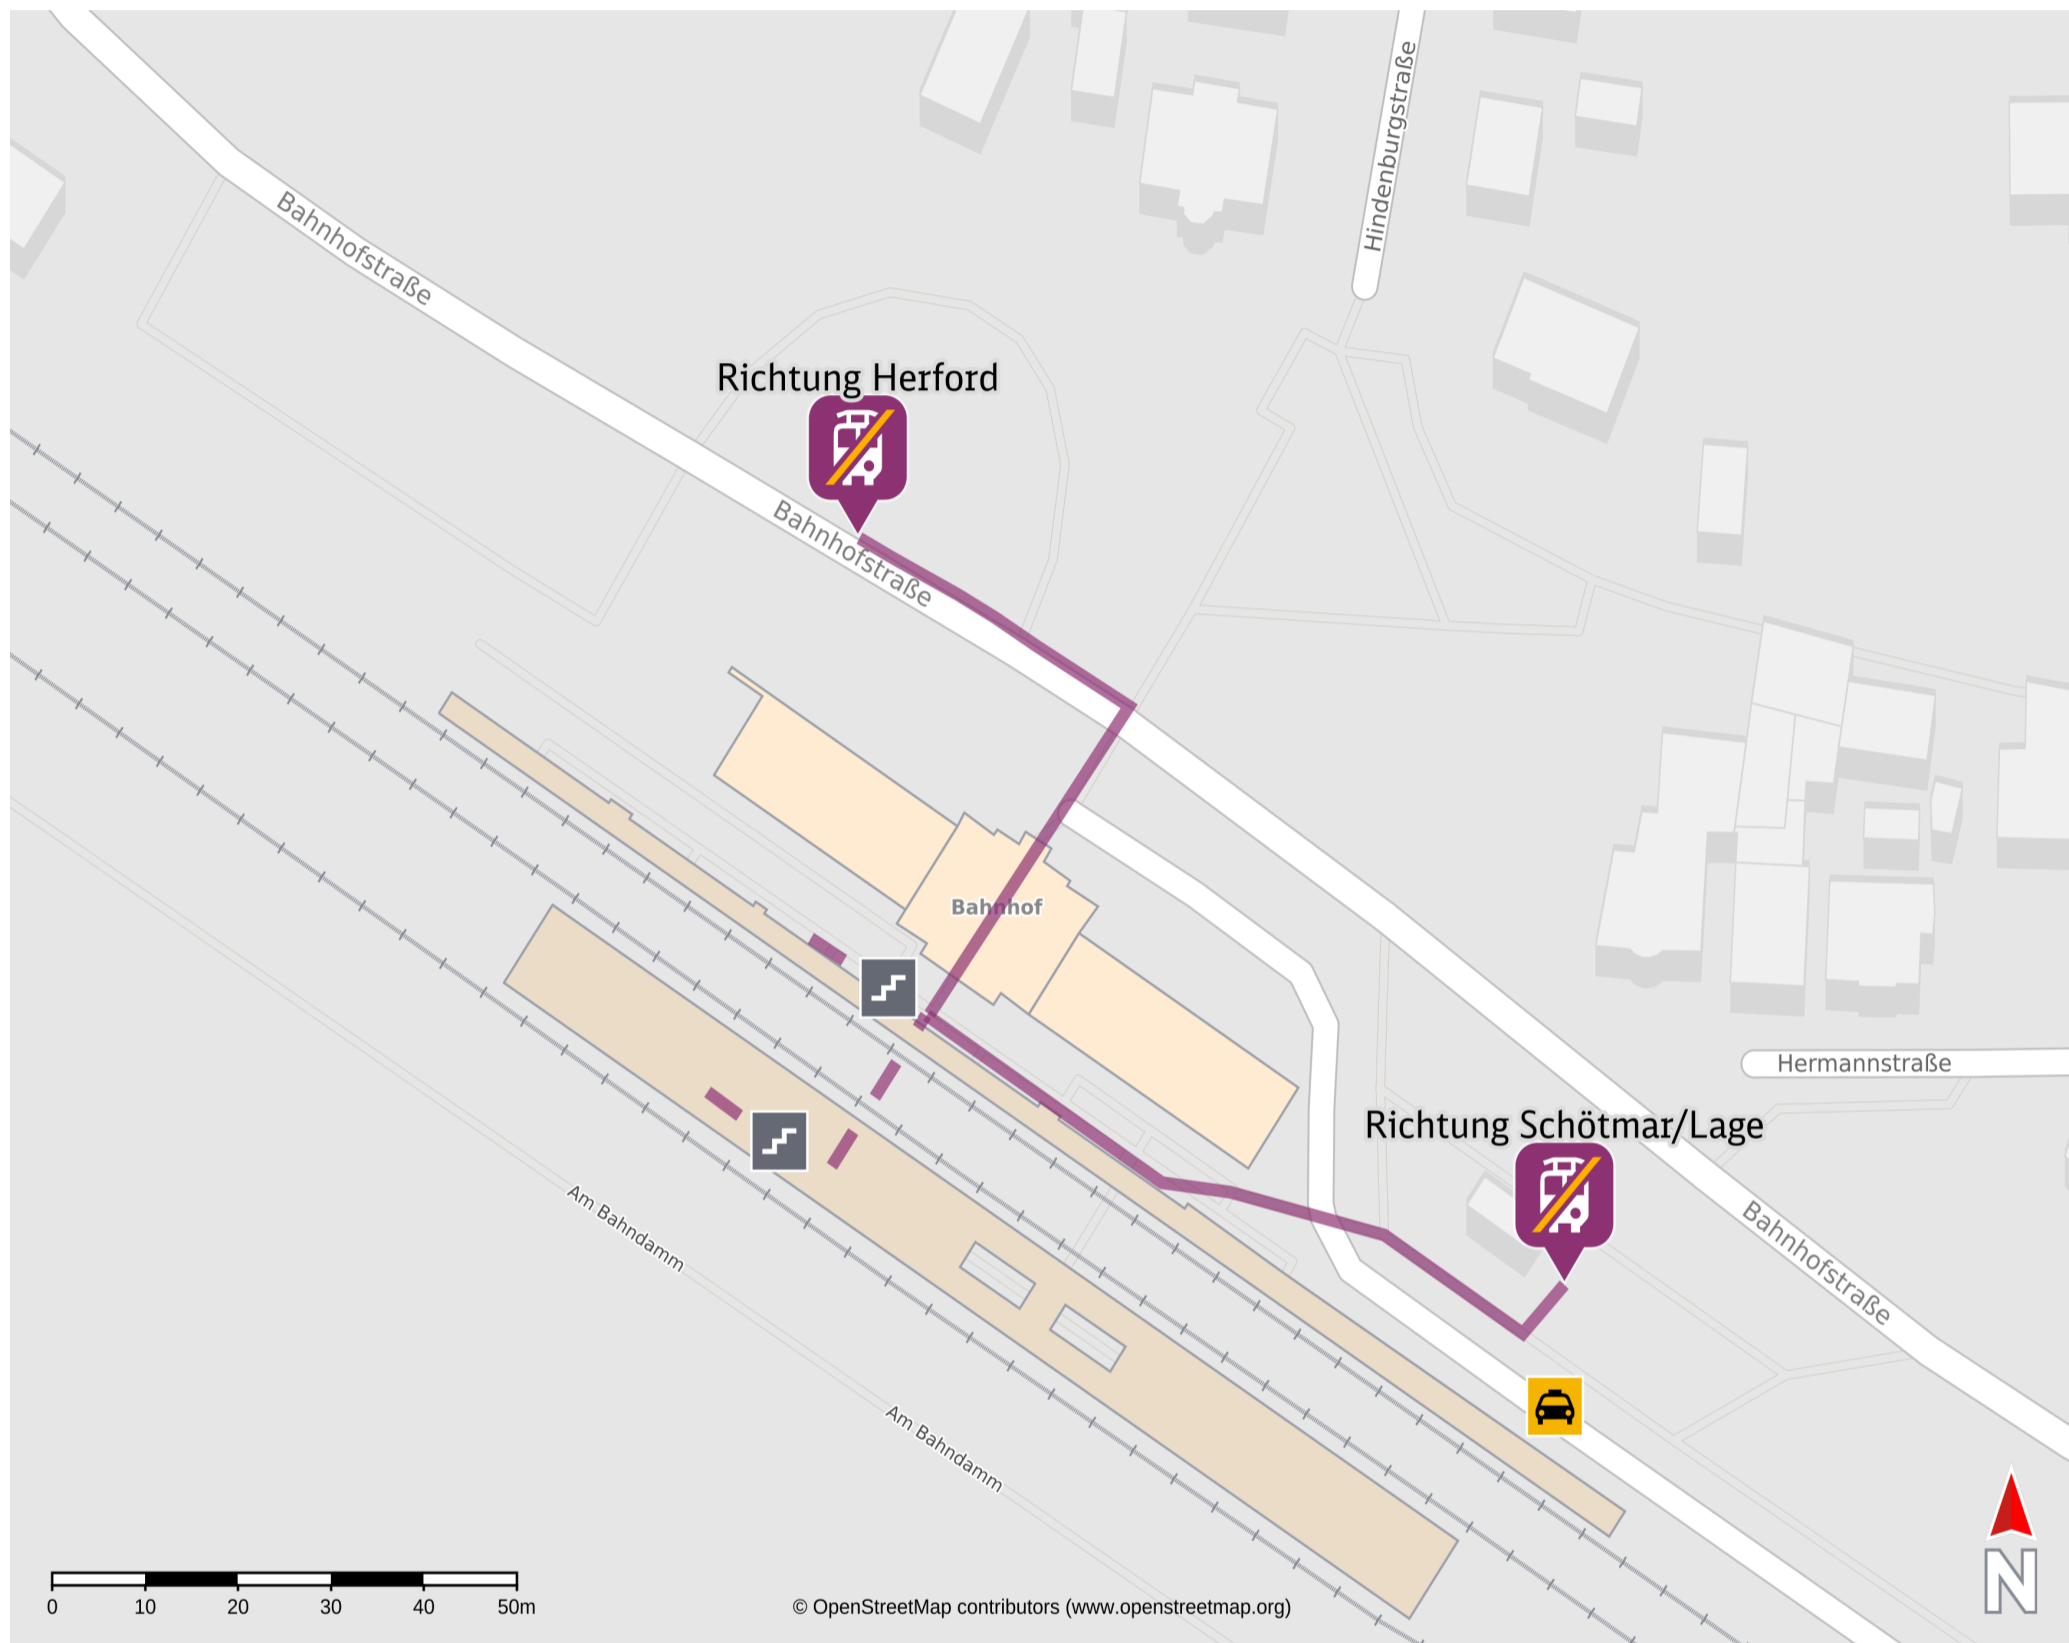 Hindenburgstraße
Bahnhofstraße
Richtung Herford
Bahnhofstraße
Bahnhof
Hermannstraße
Richtung Schötmar/Lage
Bahnhofstraße
Am Bahndamm
Am Bahndamm
0 10 20 30 40 50m
© OpenStreetMap contributors (www.openstreetmap.org)
N